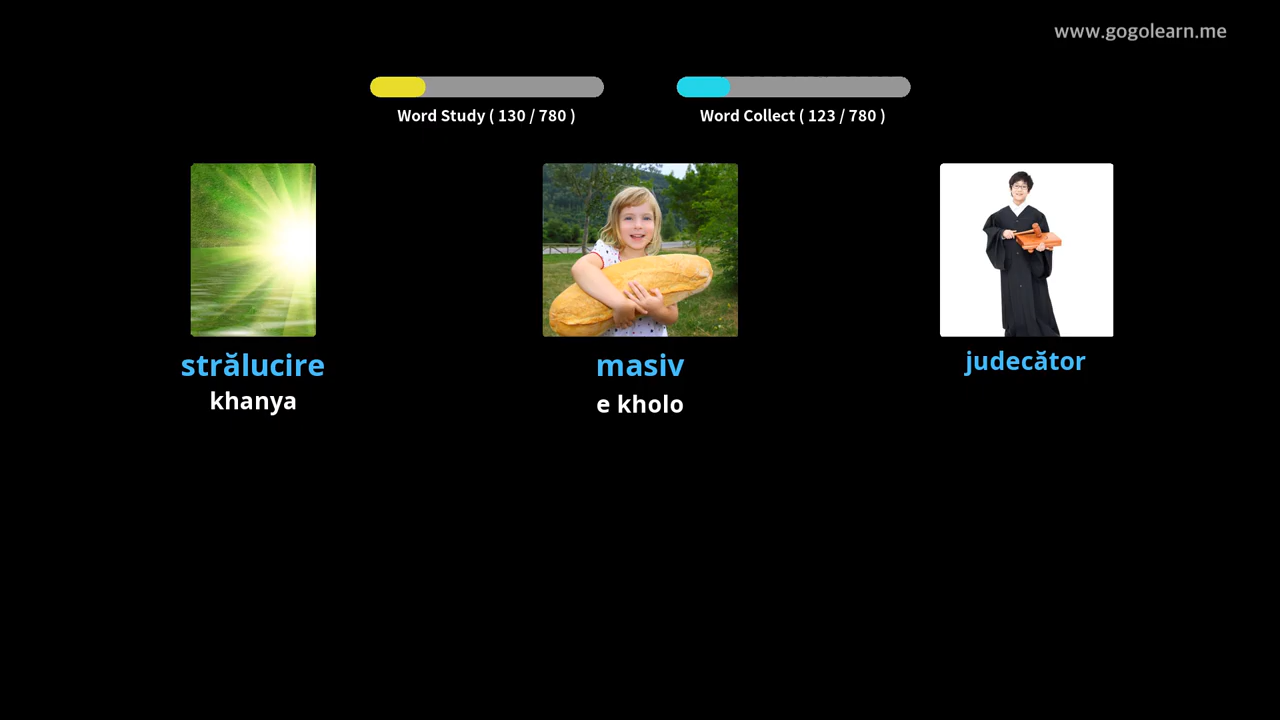 www.gogolearn.me
Word Study ( 130 / 780 )
Word Collect ( 123 / 780 )
strălucire
khanya
masiv
e kholo
judecător